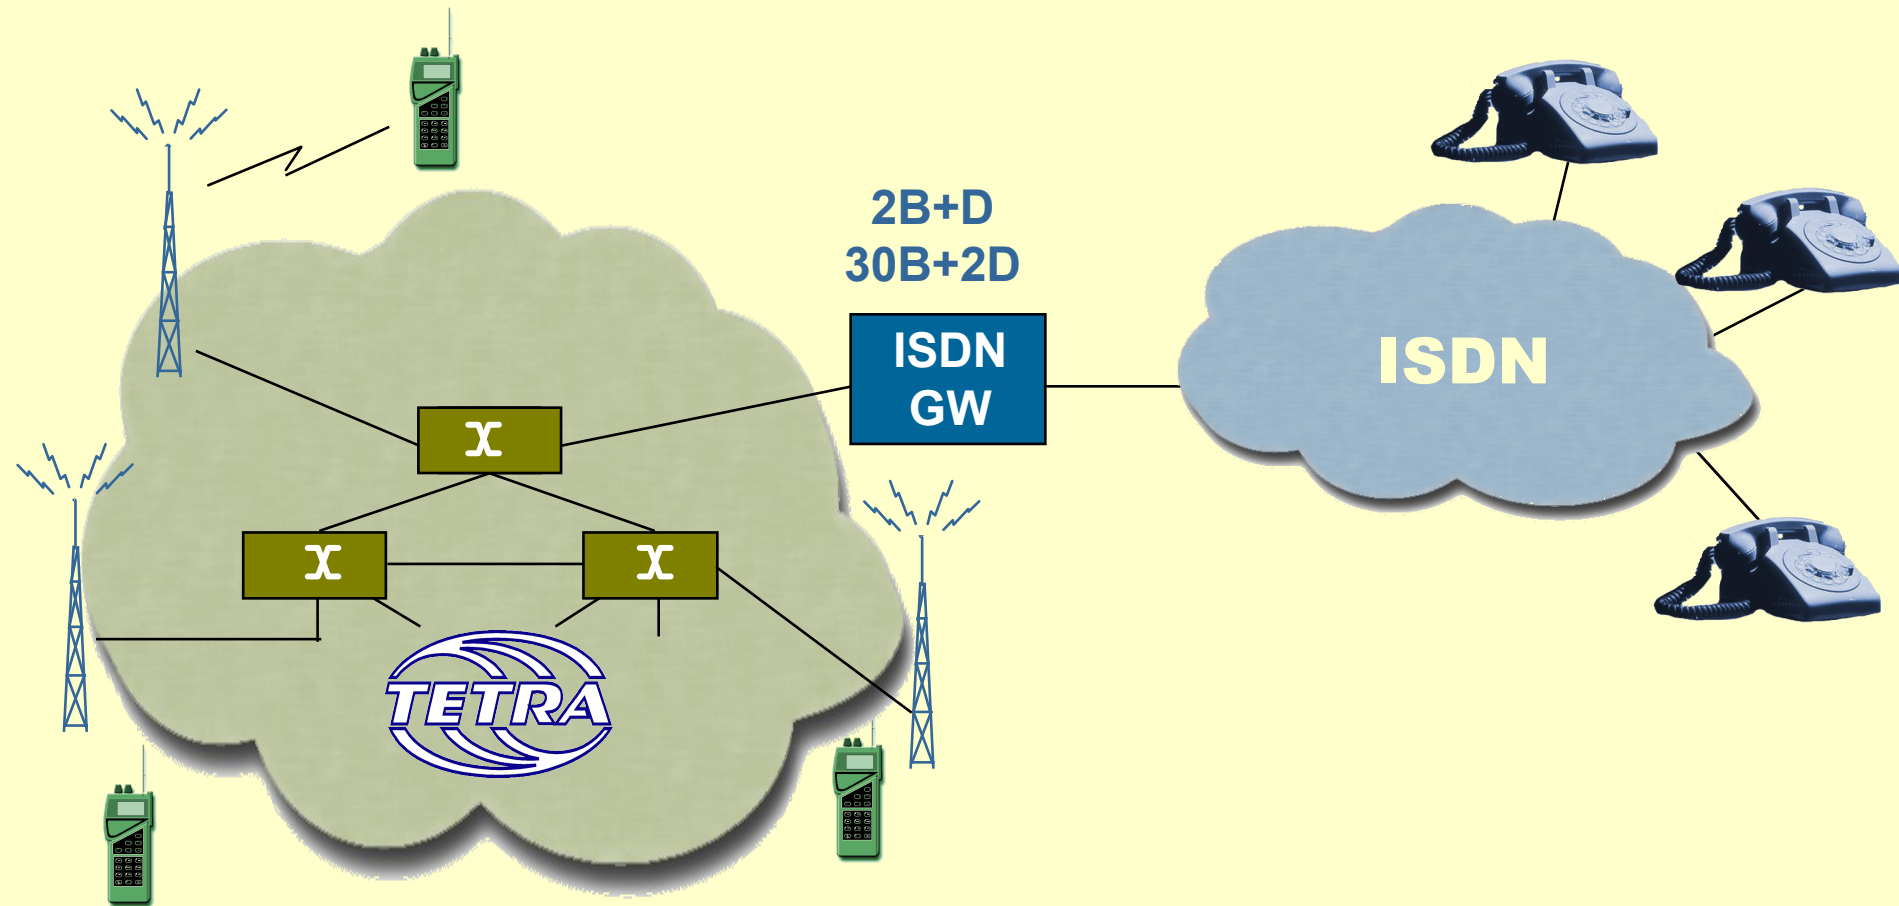 2B+D
30B+2D
ISDN
GW
ISDN
TETRA